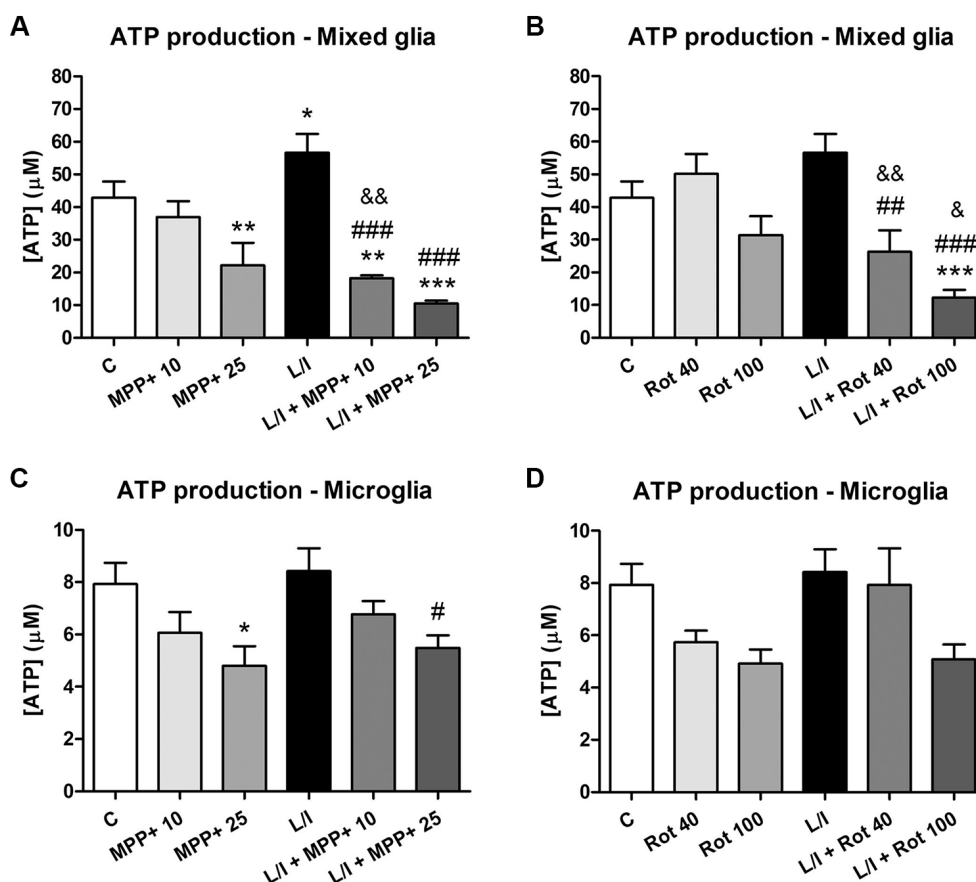 A
ATP production - Mixed glia
[ATP] (μM)
80
70
60
50
40
30
20
10
0
**
*
&&
###
**
###
***
C
MPP+ 10
MPP+ 25
L/I
L/I + MPP+ 10
L/I + MPP+ 25
B
ATP production - Mixed glia
[ATP] (μM)
80
70
60
50
40
30
20
10
0
&&
##
&
###
***
C
Rot 40
Rot 100
L/I
L/I + Rot 40
L/I + Rot 100
C
ATP production - Microglia
[ATP] (μM)
10
8
6
4
2
0
*
#
C
MPP+ 10
MPP+ 25
L/I
L/I + MPP+ 10
L/I + MPP+ 25
D
ATP production - Microglia
[ATP] (μM)
10
8
6
4
2
0
C
Rot 40
Rot 100
L/I
L/I + Rot 40
L/I + Rot 100